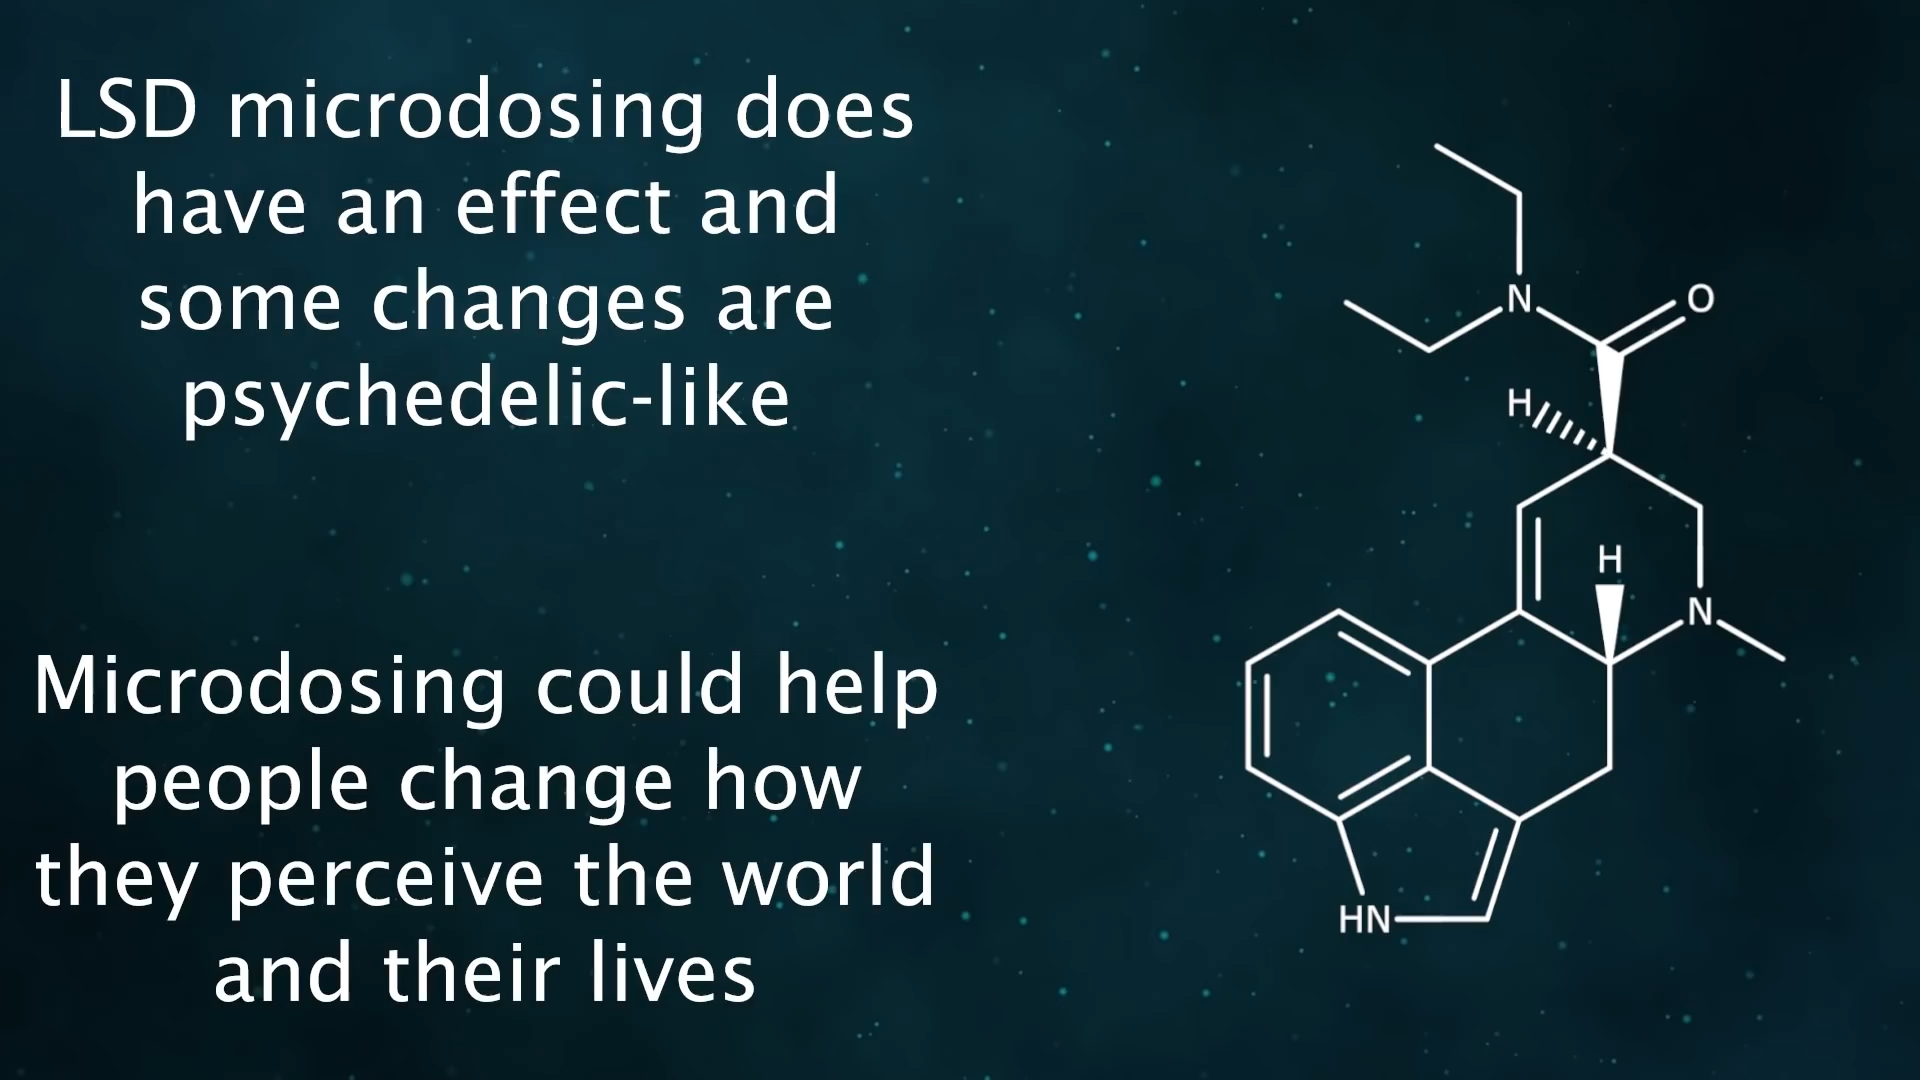 LSD microdosing does
have an effect and
some changes are
psychedelic-like
Microdosing could help
people change how
they perceive the world
and their lives
N
O
H
H
N
HN